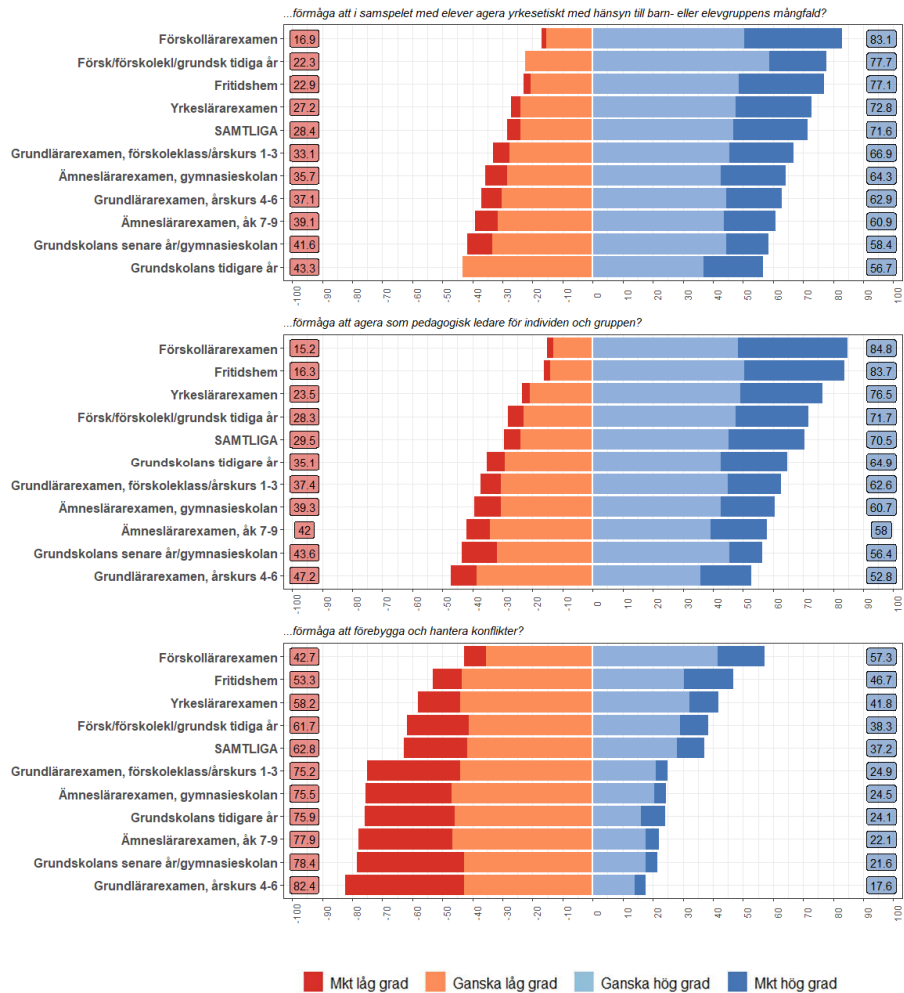 ...förmåga att i samspelet med elever agera yrkesetiskt med hänsyn till barn- eller elevgruppens mångfald?
Förskollärarexamen 16.9 83.1
Försk/förskolekl/grundsk tidiga år 22.3 77.7
Fritidshem 22.9 77.1
Yrkeslärarexamen 27.2 72.8
SAMTLIGA 28.4 71.6
Grundlärarexamen, förskoleklass/årskurs 1-3 33.1 66.9
Ämneslärarexamen, gymnasieskolan 35.7 64.3
Grundlärarexamen, årskurs 4-6 37.1 62.9
Ämneslärarexamen, åk 7-9 39.1 60.9
Grundskolans senare år/gymnasieskolan 41.6 58.4
Grundskolans tidigare år 43.3 56.7
-100 -90 -80 -70 -60 -50 -40 -30 -20 -10 0 10 20 30 40 50 60 70 80 90 100
...förmåga att agera som pedagogisk ledare för individen och gruppen?
Förskollärarexamen 15.2 84.8
Fritidshem 16.3 83.7
Yrkeslärarexamen 23.5 76.5
Försk/förskolekl/grundsk tidiga år 28.3 71.7
SAMTLIGA 29.5 70.5
Grundskolans tidigare år 35.1 64.9
Grundlärarexamen, förskoleklass/årskurs 1-3 37.4 62.6
Ämneslärarexamen, gymnasieskolan 39.3 60.7
Ämneslärarexamen, åk 7-9 42 58
Grundskolans senare år/gymnasieskolan 43.6 56.4
Grundlärarexamen, årskurs 4-6 47.2 52.8
-100 -90 -80 -70 -60 -50 -40 -30 -20 -10 0 10 20 30 40 50 60 70 80 90 100
...förmåga att förebygga och hantera konflikter?
Förskollärarexamen 42.7 57.3
Fritidshem 53.3 46.7
Yrkeslärarexamen 58.2 41.8
Försk/förskolekl/grundsk tidiga år 61.7 38.3
SAMTLIGA 62.8 37.2
Grundlärarexamen, förskoleklass/årskurs 1-3 75.2 24.9
Ämneslärarexamen, gymnasieskolan 75.5 24.5
Grundskolans tidigare år 75.9 24.1
Ämneslärarexamen, åk 7-9 77.9 22.1
Grundskolans senare år/gymnasieskolan 78.4 21.6
Grundlärarexamen, årskurs 4-6 82.4 17.6
-100 -90 -80 -70 -60 -50 -40 -30 -20 -10 0 10 20 30 40 50 60 70 80 90 100
Mkt låg grad Ganska låg grad Ganska hög grad Mkt hög grad